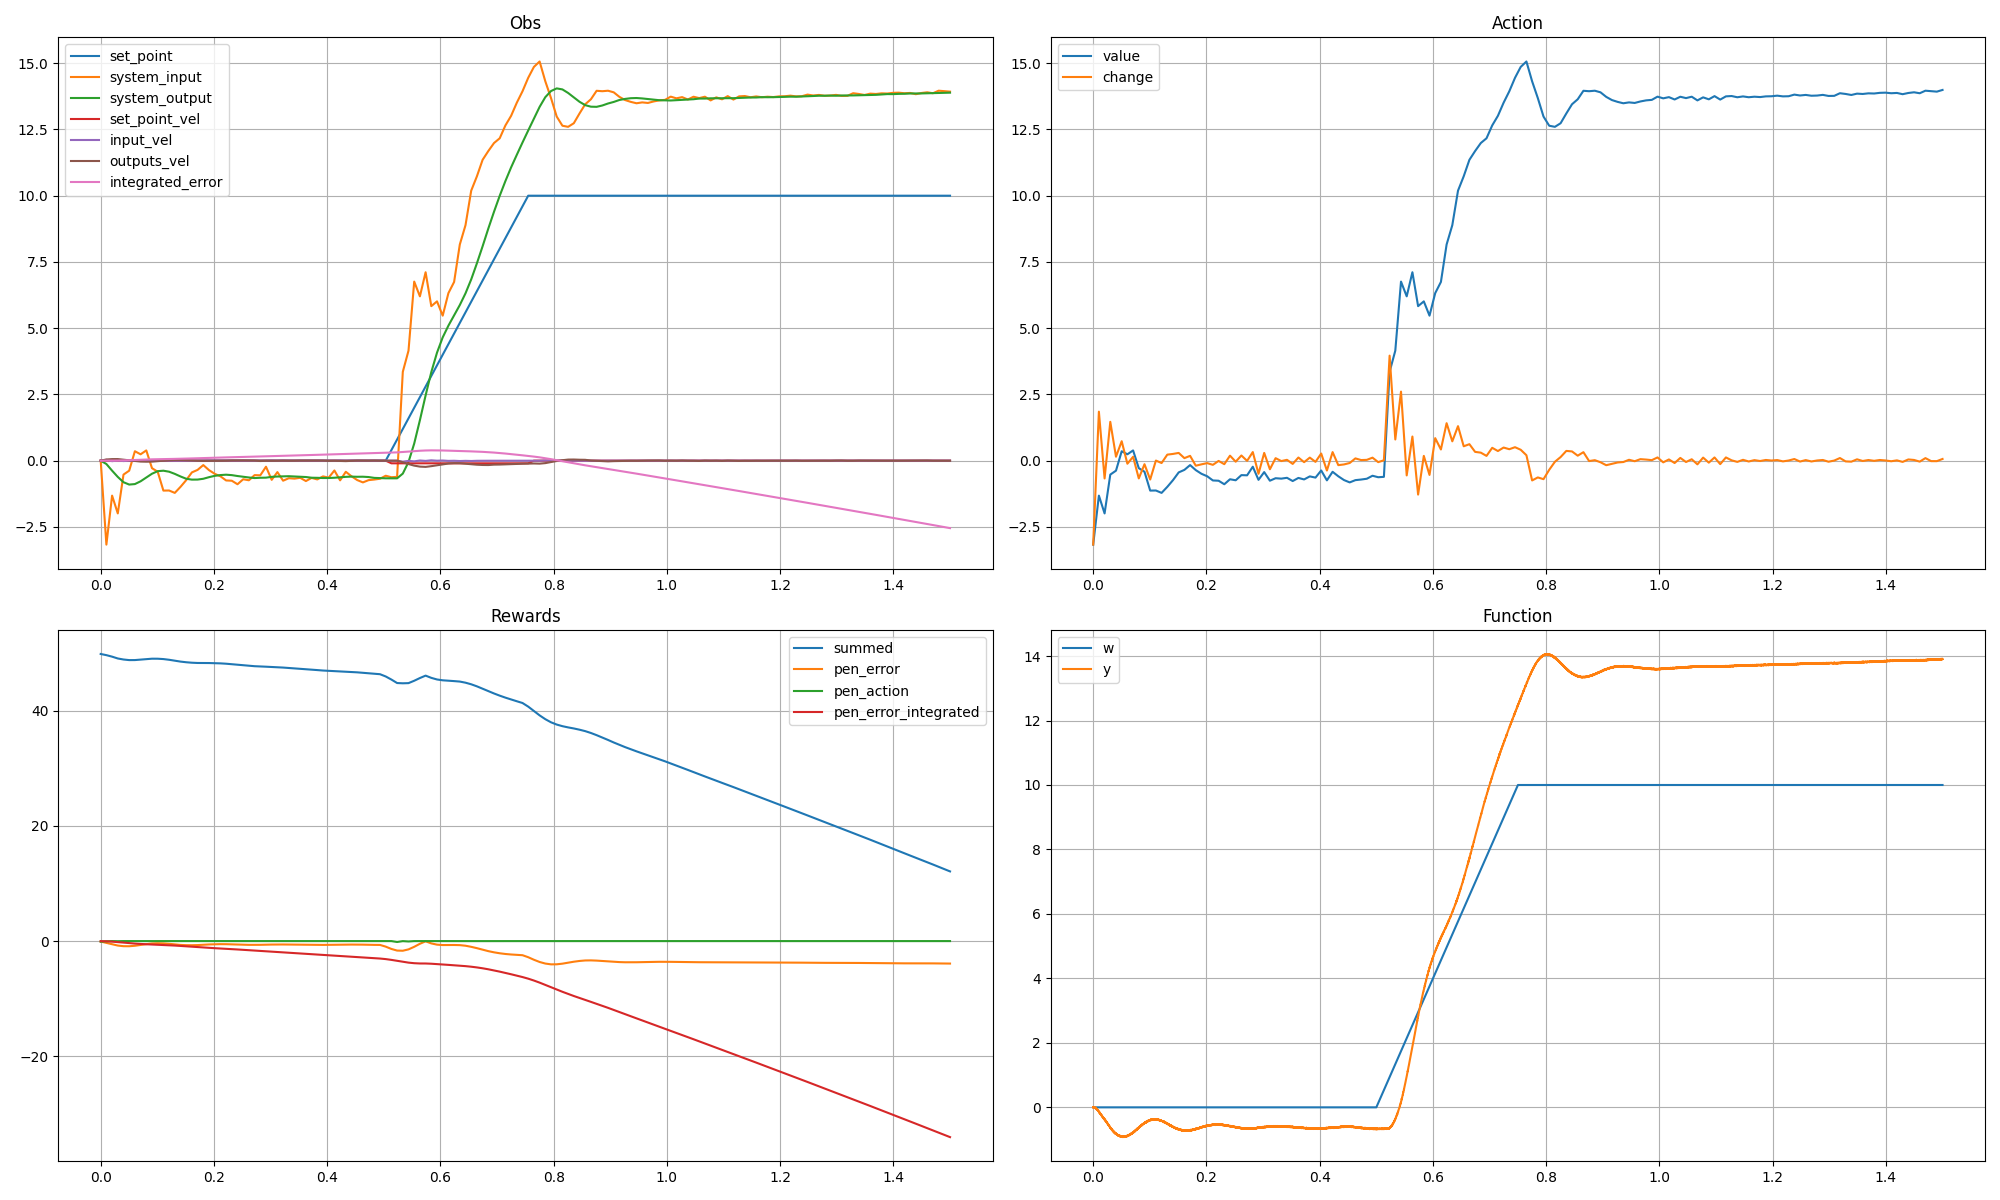 Obs
set_point
system_input
system_output
set_point_vel
input_vel
outputs_vel
integrated_error
15.0
12.5
10.0
7.5
5.0
2.5
0.0
−2.5
0.0 0.2 0.4 0.6 0.8 1.0 1.2 1.4
Action
value
change
15.0
12.5
10.0
7.5
5.0
2.5
0.0
−2.5
0.0 0.2 0.4 0.6 0.8 1.0 1.2 1.4
Rewards
summed
pen_error
pen_action
pen_error_integrated
40
20
0
−20
0.0 0.2 0.4 0.6 0.8 1.0 1.2 1.4
Function
w
y
14
12
10
8
6
4
2
0
0.0 0.2 0.4 0.6 0.8 1.0 1.2 1.4